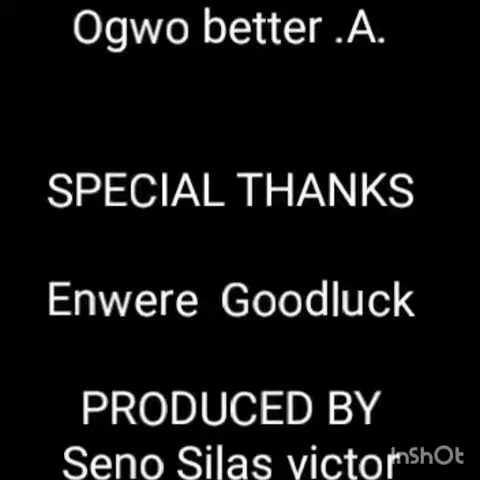 Ogwo better .A.
SPECIAL THANKS
Enwere Goodluck
PRODUCED BY
Seno Silas victor
InShOt